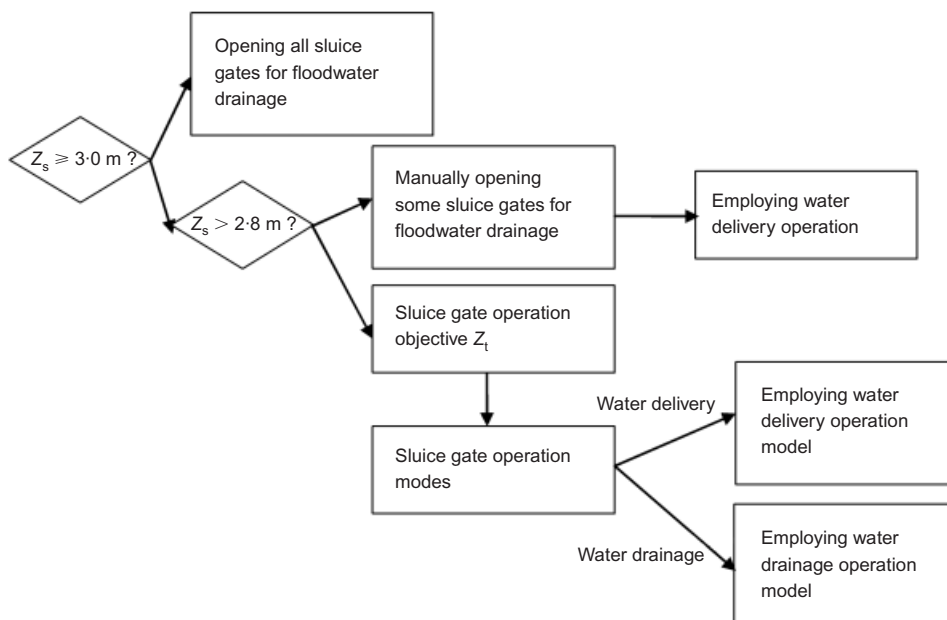 Opening all sluice
gates for floodwater
drainage
Zs ⩾ 3·0 m ?
Zs > 2·8 m ?
Manually opening
some sluice gates for
floodwater drainage
Employing water
delivery operation
Sluice gate operation
objective Zt
Water delivery
Employing water
delivery operation
model
Sluice gate operation
modes
Water drainage
Employing water
drainage operation
model